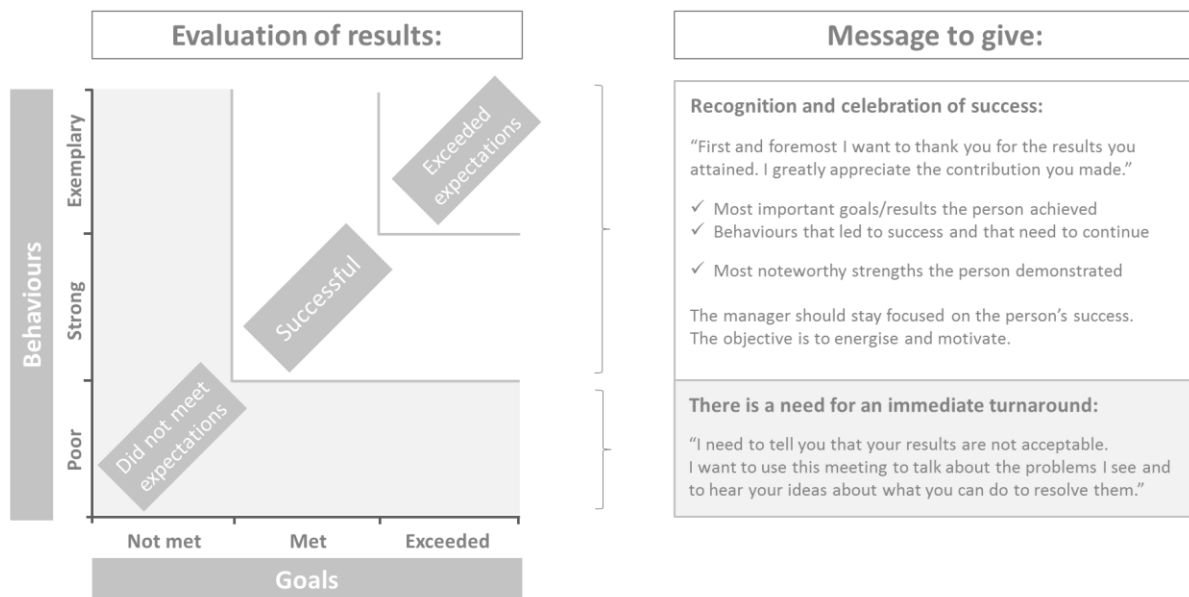 Evaluation of results:
Behaviours
Exemplary
Strong
Poor
Exceeded
expectations
Successful
Did not meet
expectations
Not met
Met
Exceeded
Goals
Message to give:
Recognition and celebration of success:
“First and foremost I want to thank you for the results you
attained. I greatly appreciate the contribution you made.”
✓ Most important goals/results the person achieved
✓ Behaviours that led to success and that need to continue
✓ Most noteworthy strengths the person demonstrated
The manager should stay focused on the person’s success.
The objective is to energise and motivate.
There is a need for an immediate turnaround:
“I need to tell you that your results are not acceptable.
I want to use this meeting to talk about the problems I see and
to hear your ideas about what you can do to resolve them.”